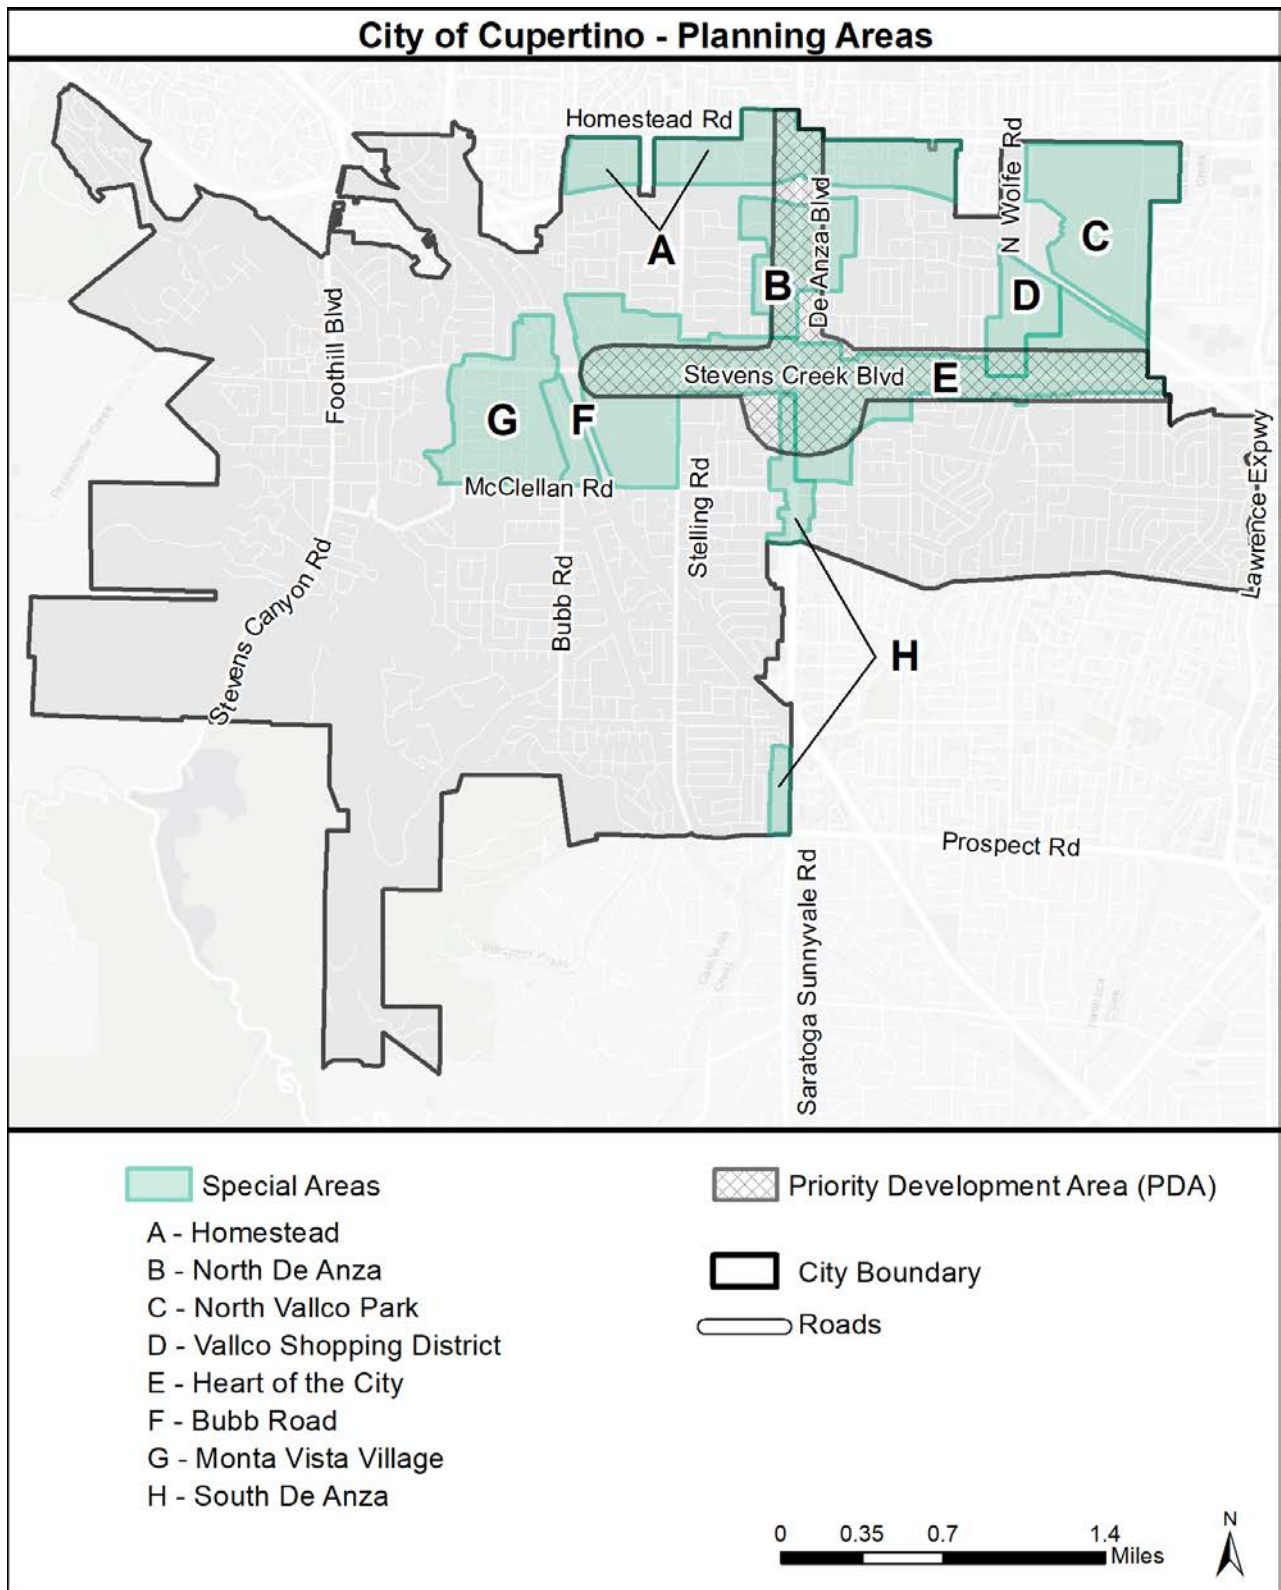 City of Cupertino - Planning Areas
Homestead Rd
N Wolfe Rd
A
B
De Anza Blvd
C
D
Foothill Blvd
Stevens Creek Blvd
E
G
F
McClellan Rd
Stelling Rd
Lawrence Expwy
Stevens Canyon Rd
Bubb Rd
H
Prospect Rd
Saratoga Sunnyvale Rd
Special Areas
A - Homestead
B - North De Anza
C - North Vallco Park
D - Vallco Shopping District
E - Heart of the City
F - Bubb Road
G - Monta Vista Village
H - South De Anza
Priority Development Area (PDA)
City Boundary
Roads
N
0 0.35 0.7 1.4
Miles